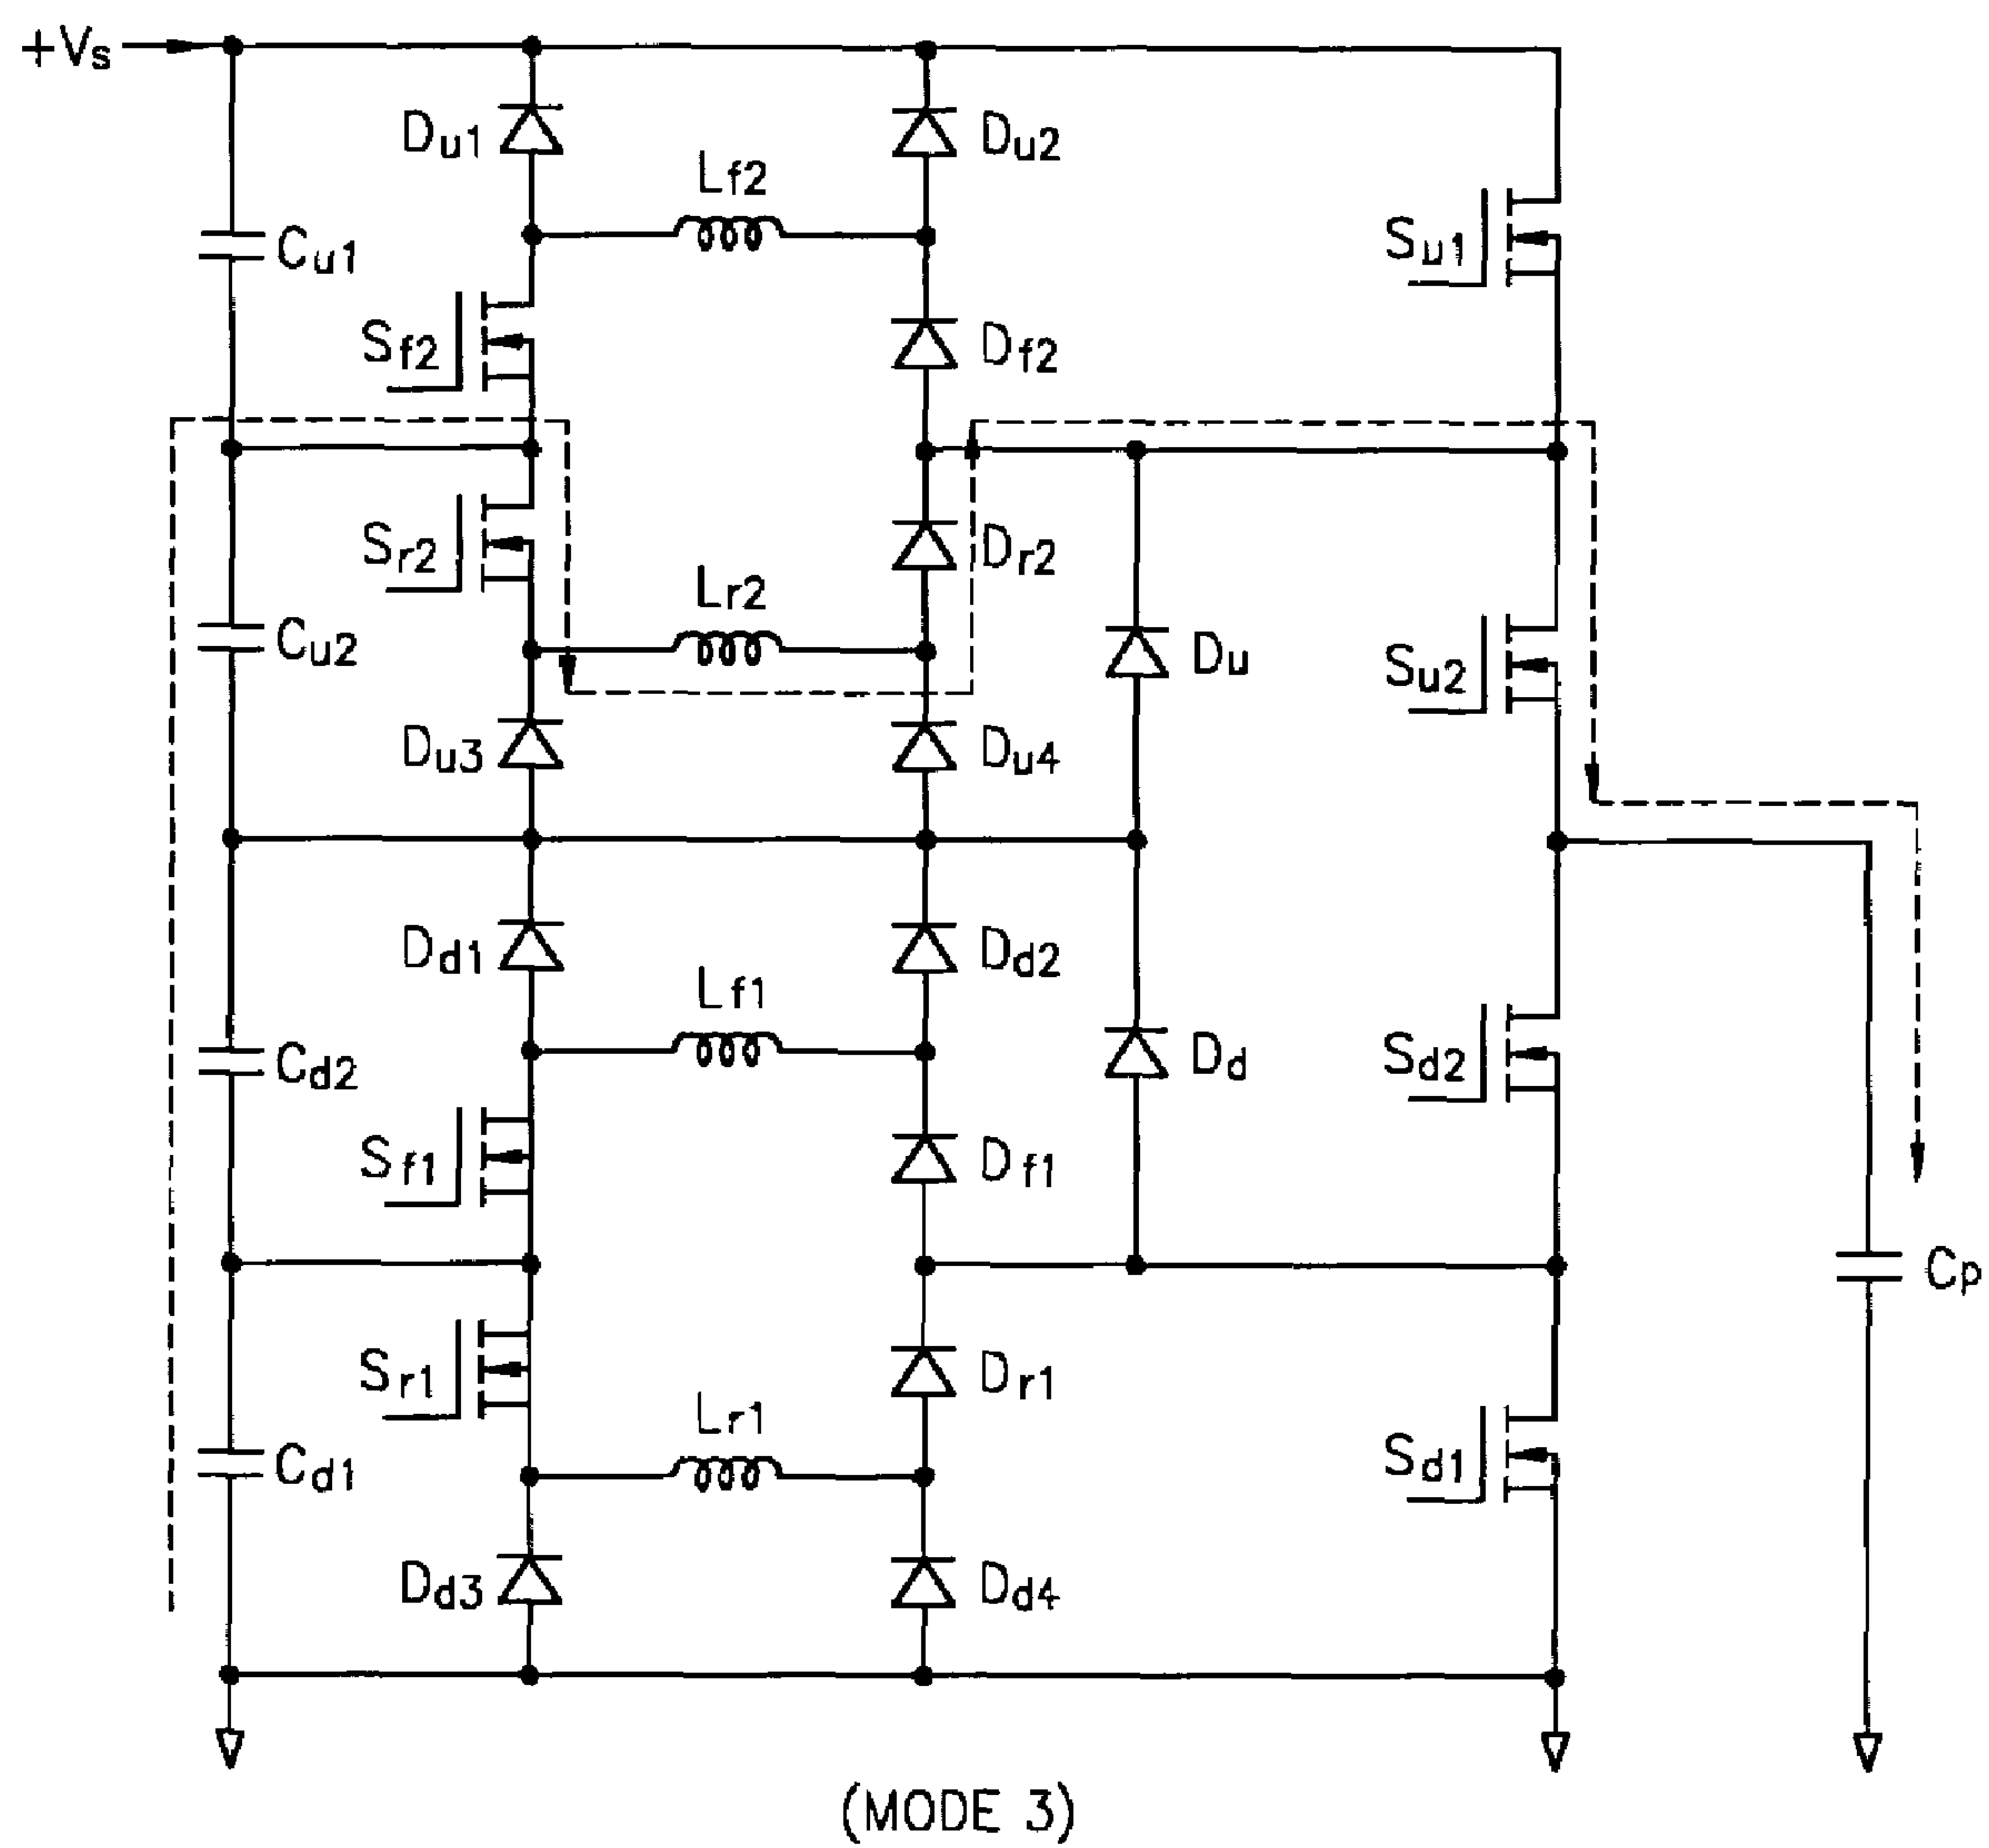 +Vs
Du1
Du2
Lf2
Cu1
Su1
Sf2
Df2
Sr2
Dr2
Lr2
Cu2
Du
Su2
Du3
Du4
Dd1
Dd2
Lf1
Cd2
Dd
Sd2
Sf1
Df1
Cp
Sr1
Dr1
Lr1
Cd1
Sd1
Dd3
Dd4
(MODE 3)